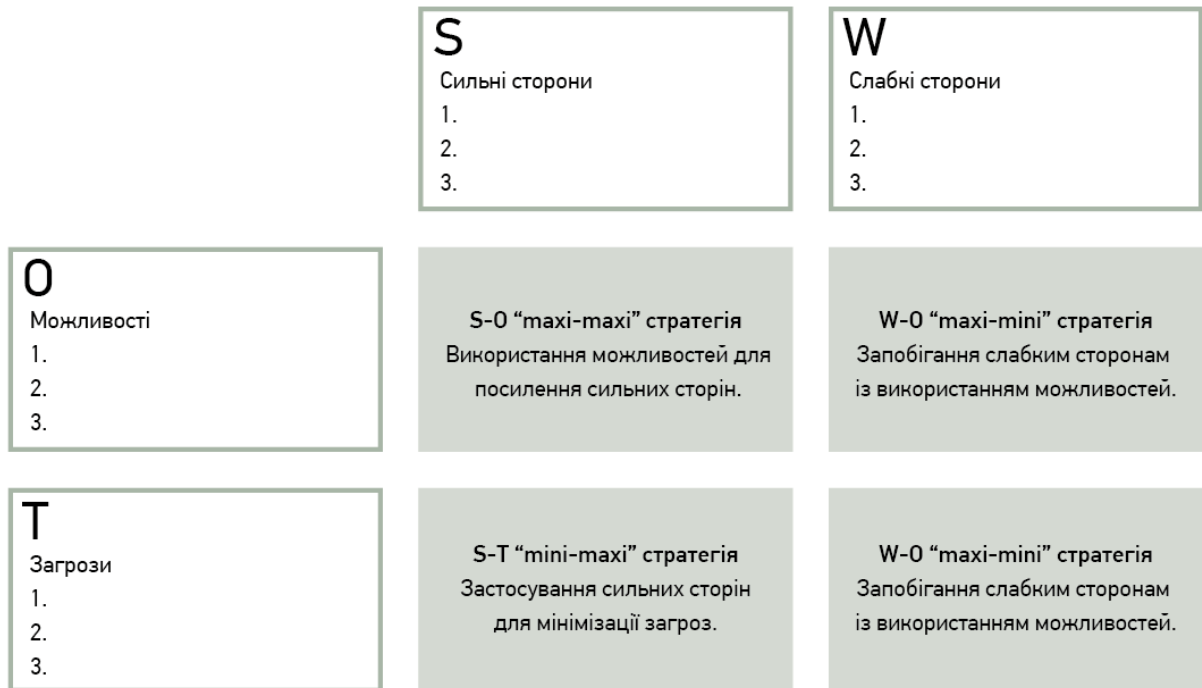 S
Сильні сторони
1.
2.
3.
W
Слабкі сторони
1.
2.
3.
O
Можливості
1.
2.
3.
S-O “maxi-maxi” стратегія
Використання можливостей для
посилення сильних сторін.
W-O “maxi-mini” стратегія
Запобігання слабким сторонам
із використанням можливостей.
T
Загрози
1.
2.
3.
S-T “mini-maxi” стратегія
Застосування сильних сторін
для мінімізації загроз.
W-O “maxi-mini” стратегія
Запобігання слабким сторонам
із використанням можливостей.